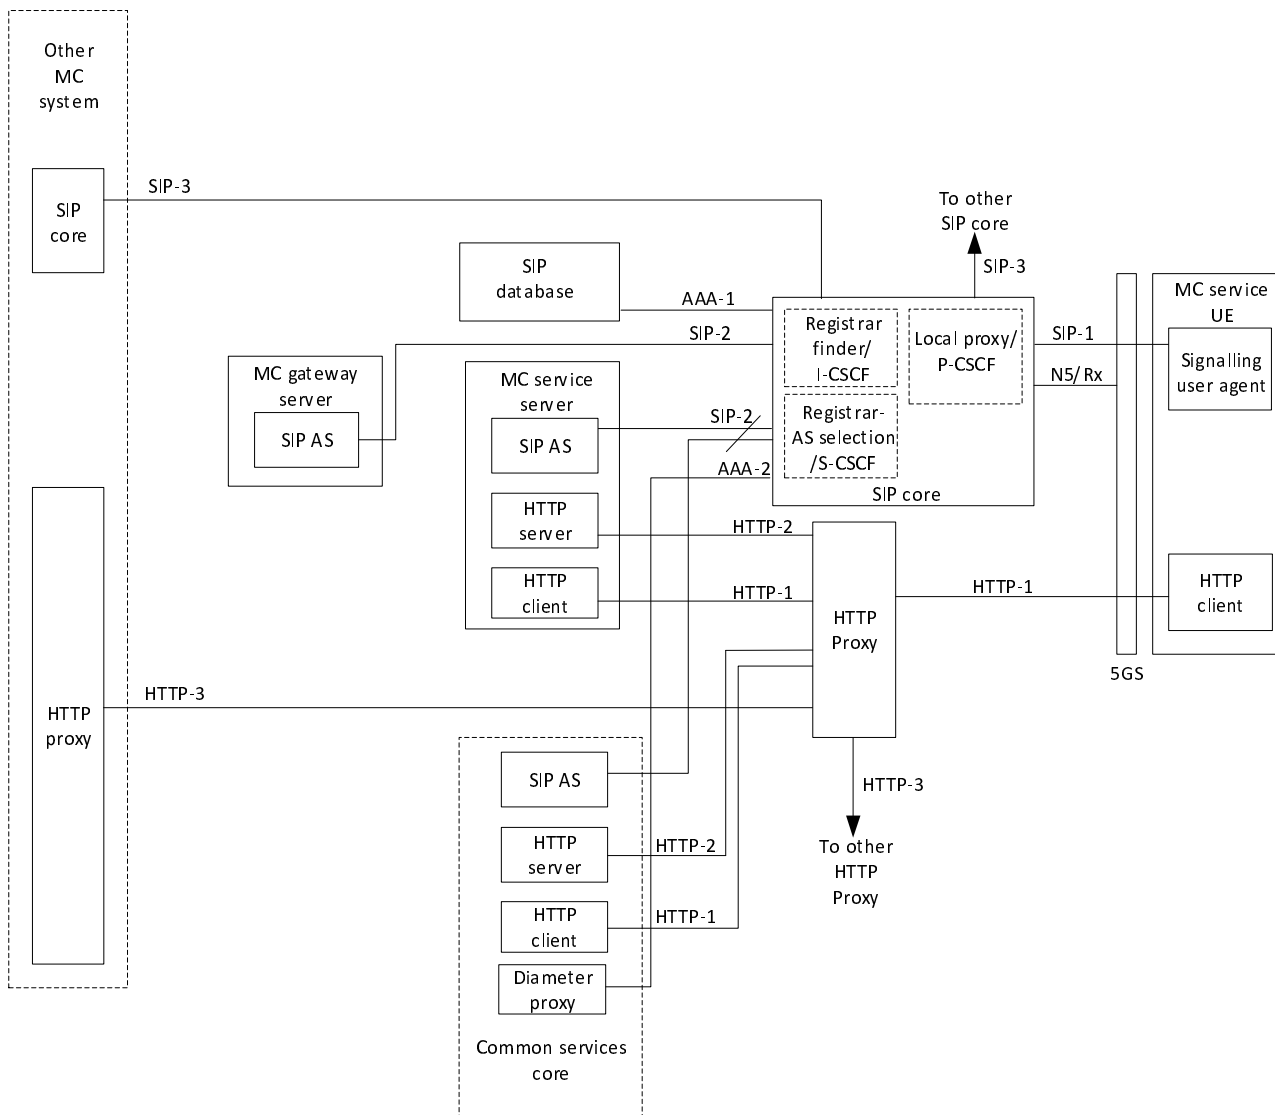 Other
MC
system
SIP
core
SIP-3
To other
SIP core
SIP-3
SIP
database
AAA-1
SIP-2
MC gateway
server
SIP AS
MC service
server
SIP AS
SIP-2
AAA-2
HTTP
server
HTTP-2
HTTP
client
HTTP-1
Registrar
finder/
I-CSCF
Local proxy/
P-CSCF
Registrar-
AS selection
/S-CSCF
SIP core
SIP-1
N5/Rx
MC service
UE
Signalling
user agent
HTTP
client
HTTP-1
5GS
HTTP
Proxy
HTTP-3
HTTP
proxy
HTTP-3
To other
HTTP
Proxy
SIP AS
HTTP
server
HTTP-2
HTTP
client
HTTP-1
Diameter
proxy
Common services
core